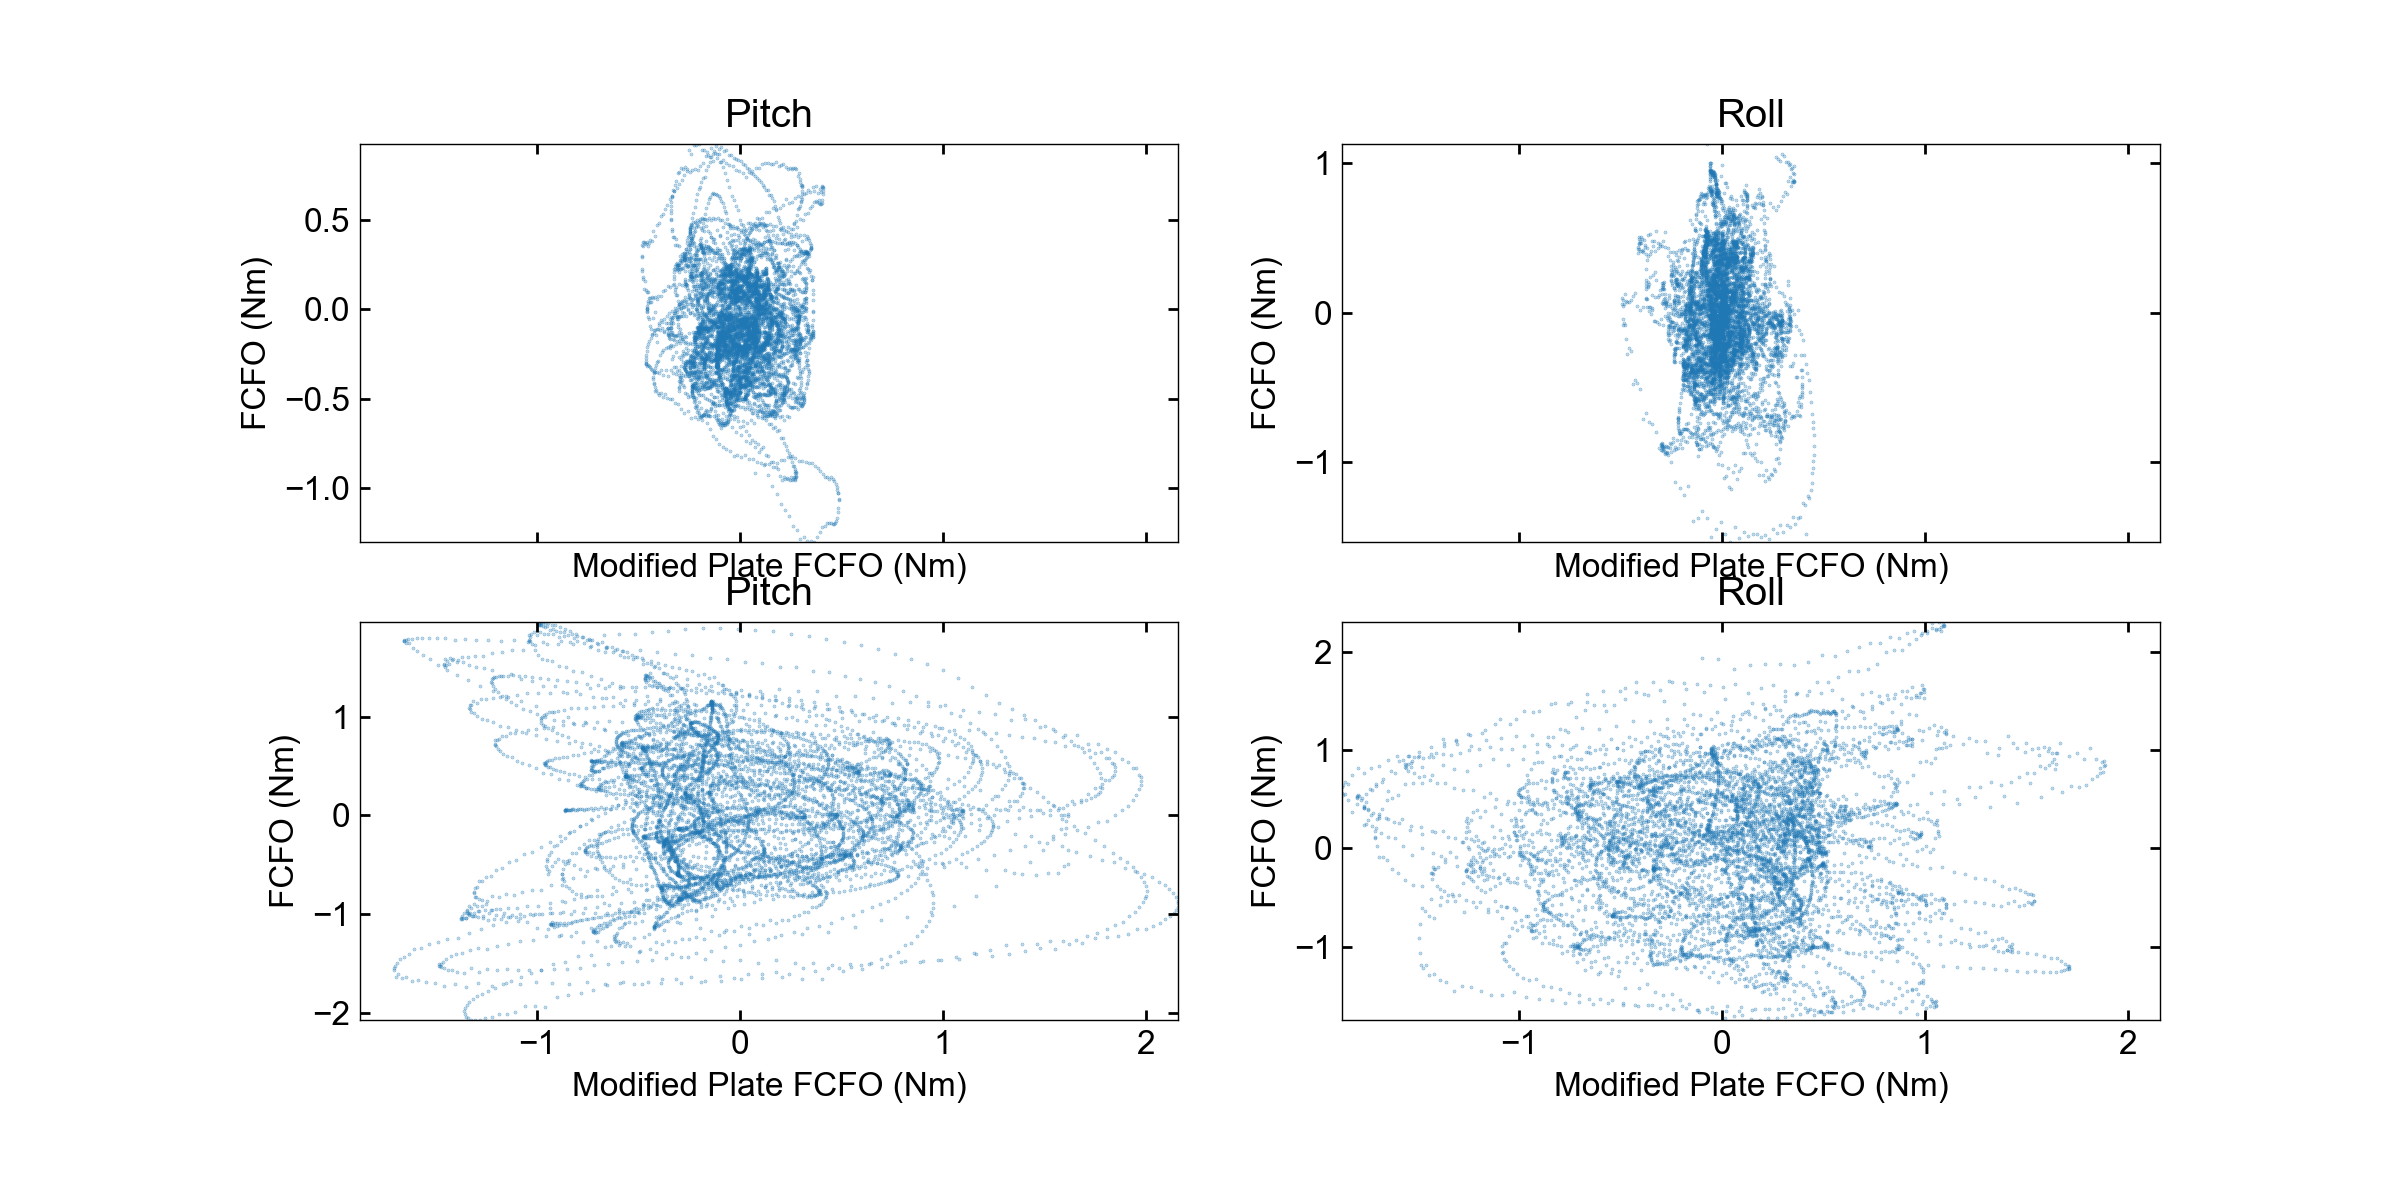 Pitch
0.5
0.0
−0.5
−1.0
FCFO (Nm)
Modified Plate FCFO (Nm)
Roll
1
0
−1
FCFO (Nm)
Modified Plate FCFO (Nm)
Pitch
1
0
−1
−2
FCFO (Nm)
−1 0 1 2
Modified Plate FCFO (Nm)
Roll
2
1
0
−1
FCFO (Nm)
−1 0 1 2
Modified Plate FCFO (Nm)